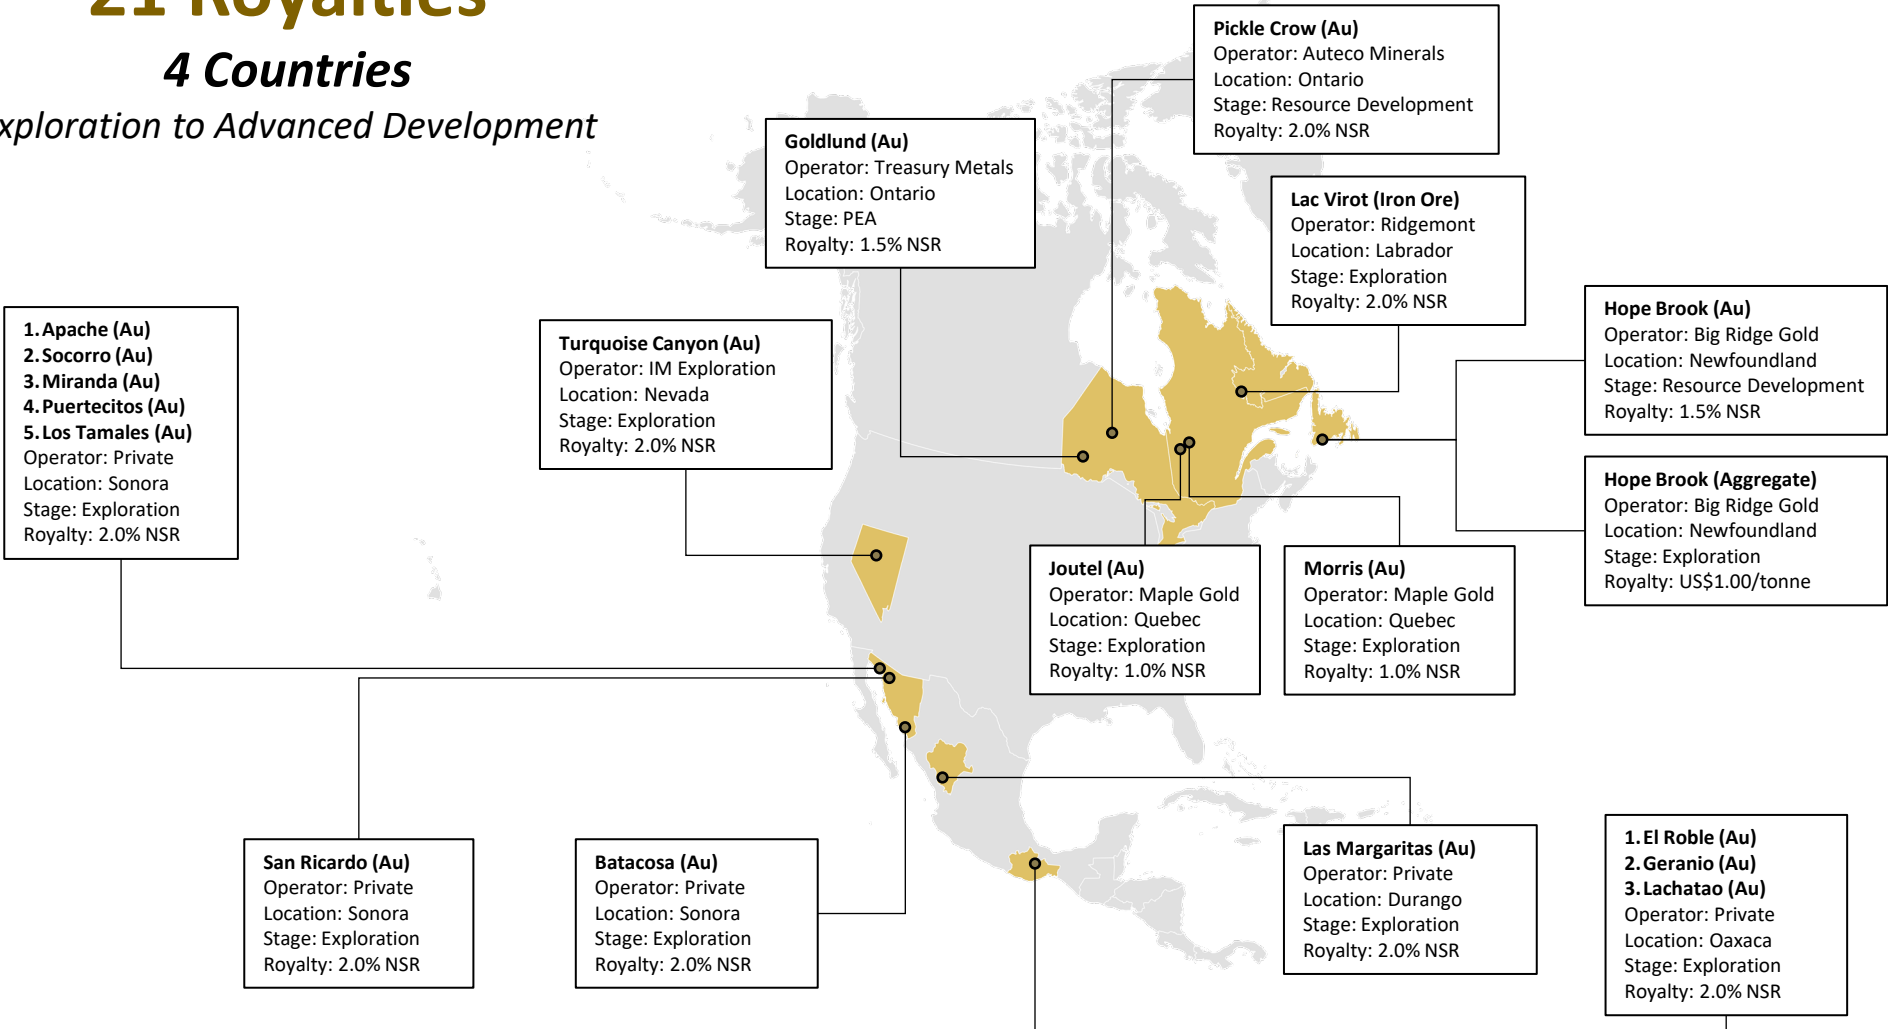 21 Royalties
4 Countries
xploration to Advanced Development
Pickle Crow (Au)
Operator: Auteco Minerals
Location: Ontario
Stage: Resource Development
Royalty: 2.0% NSR
Goldlund (Au)
Operator: Treasury Metals
Location: Ontario
Stage: PEA
Royalty: 1.5% NSR
Lac Virot (Iron Ore)
Operator: Ridgemont
Location: Labrador
Stage: Exploration
Royalty: 2.0% NSR
Hope Brook (Au)
Operator: Big Ridge Gold
Location: Newfoundland
Stage: Resource Development
Royalty: 1.5% NSR
1. Apache (Au)
2. Socorro (Au)
3. Miranda (Au)
4. Puertecitos (Au)
5. Los Tamales (Au)
Operator: Private
Location: Sonora
Stage: Exploration
Royalty: 2.0% NSR
Turquoise Canyon (Au)
Operator: IM Exploration
Location: Nevada
Stage: Exploration
Royalty: 2.0% NSR
Hope Brook (Aggregate)
Operator: Big Ridge Gold
Location: Newfoundland
Stage: Exploration
Royalty: US$1.00/tonne
Joutel (Au)
Operator: Maple Gold
Location: Quebec
Stage: Exploration
Royalty: 1.0% NSR
Morris (Au)
Operator: Maple Gold
Location: Quebec
Stage: Exploration
Royalty: 1.0% NSR
San Ricardo (Au)
Operator: Private
Location: Sonora
Stage: Exploration
Royalty: 2.0% NSR
Batacosa (Au)
Operator: Private
Location: Sonora
Stage: Exploration
Royalty: 2.0% NSR
Las Margaritas (Au)
Operator: Private
Location: Durango
Stage: Exploration
Royalty: 2.0% NSR
1. El Roble (Au)
2. Geranio (Au)
3. Lachatao (Au)
Operator: Private
Location: Oaxaca
Stage: Exploration
Royalty: 2.0% NSR